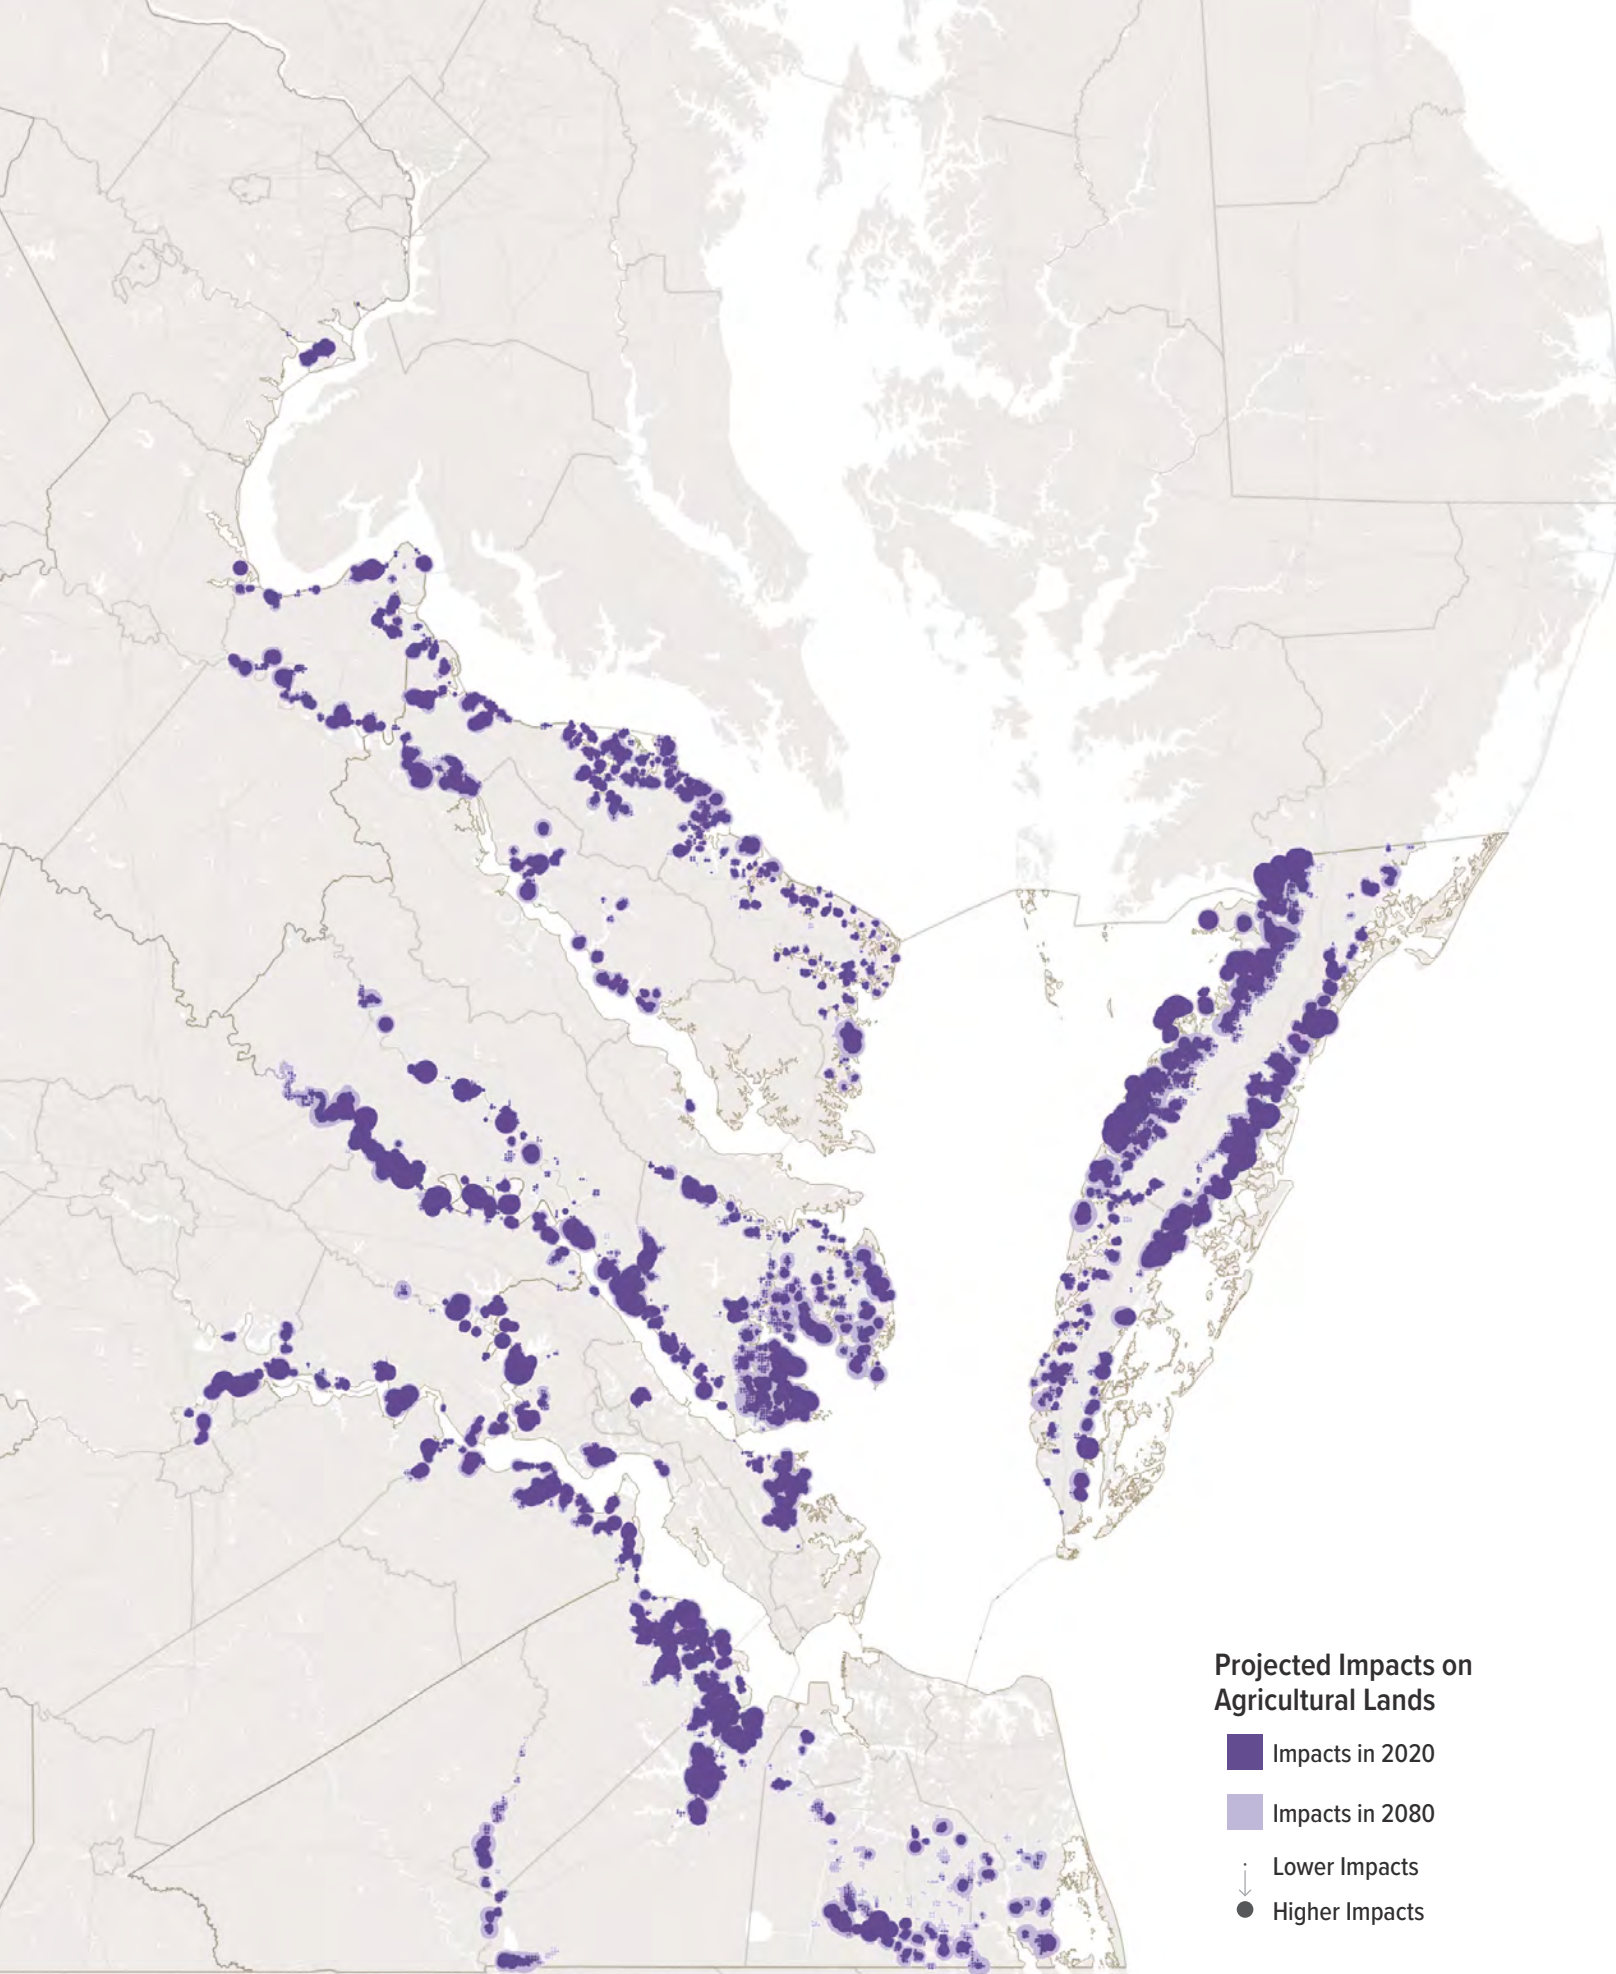 Projected Impacts on
Agricultural Lands
Impacts in 2020
Impacts in 2080
Lower Impacts
Higher Impacts